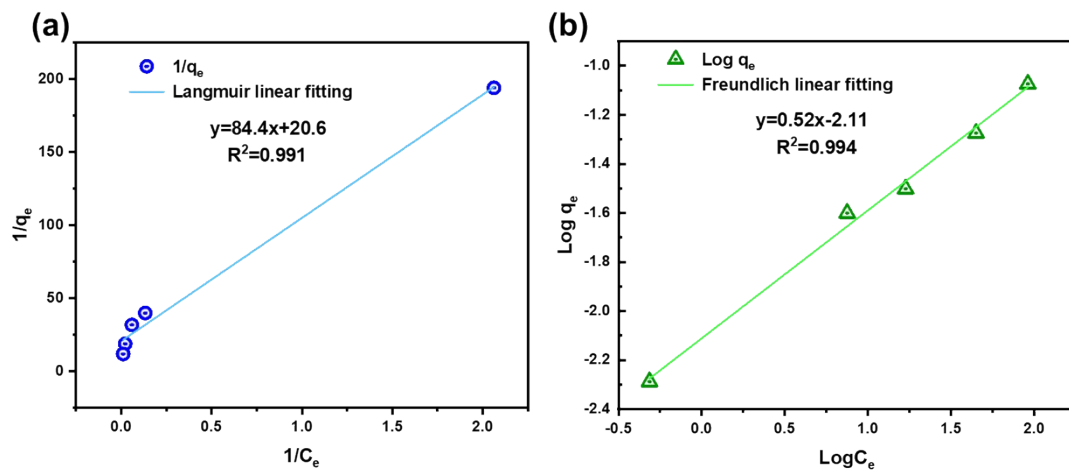 (a)
1/qₑ
Langmuir linear fitting
y=84.4x+20.6
R²=0.991
200
150
100
50
0
1/qₑ
0.0 0.5 1.0 1.5 2.0
1/Cₑ
(b)
Log qₑ
Freundlich linear fitting
y=0.52x-2.11
R²=0.994
-1.0
-1.2
-1.4
-1.6
-1.8
-2.0
-2.2
-2.4
Log qₑ
-0.5 0.0 0.5 1.0 1.5 2.0
LogCₑ